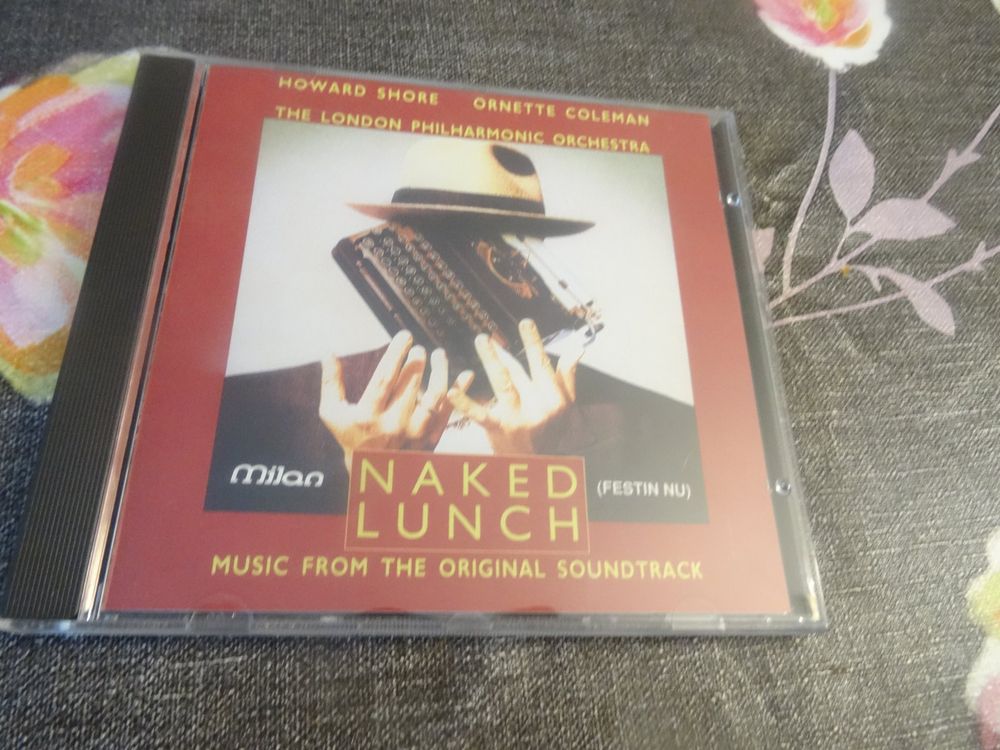 HOWARD SHORE ORNETTE COLEMAN
THE LONDON PHILHARMONIC ORCHESTRA
Milan
NAKED
LUNCH
(FESTIN NU)
MUSIC FROM THE ORIGINAL SOUNDTRACK